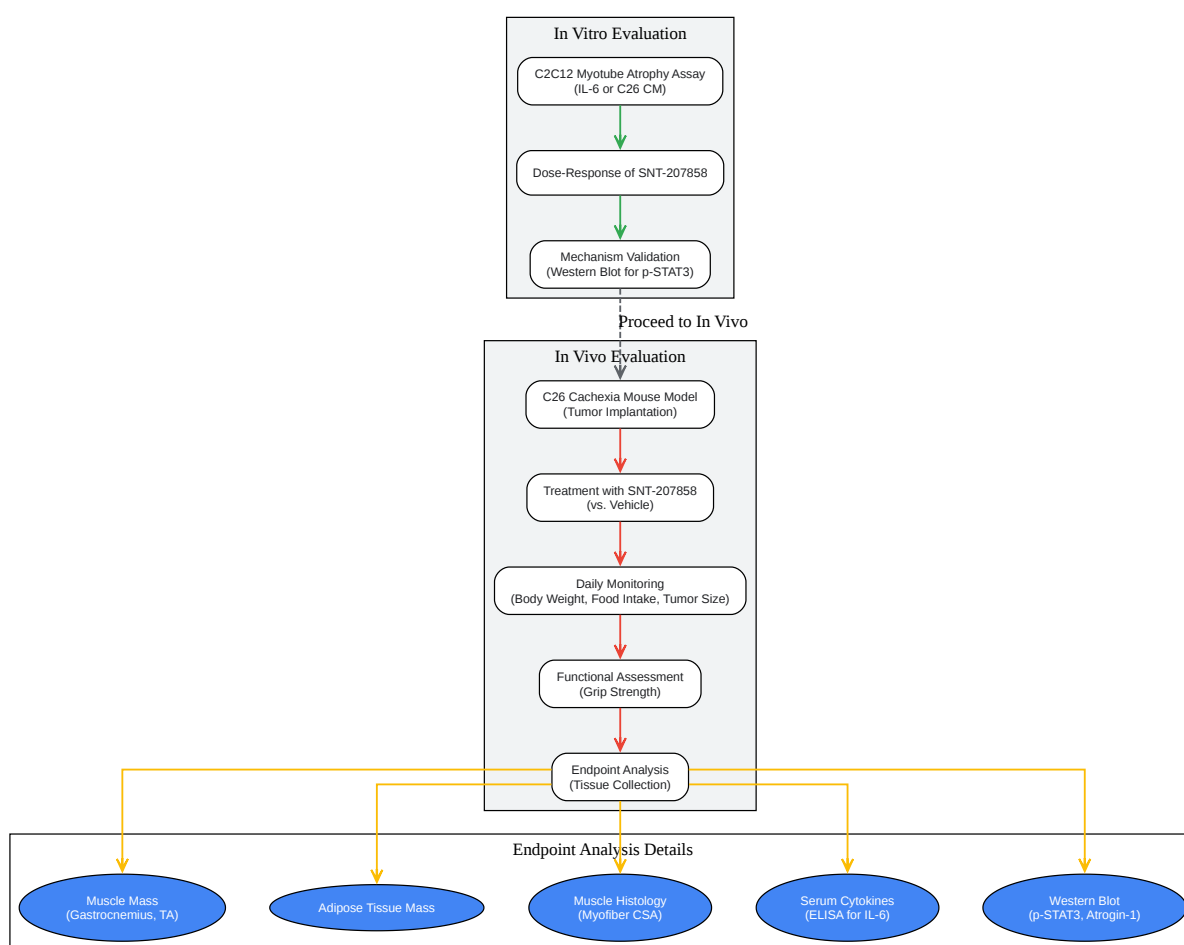 In Vitro Evaluation
C2C12 Myotube Atrophy Assay
(IL-6 or C26 CM)
Dose-Response of SNT-207858
Mechanism Validation
(Western Blot for p-STAT3)
Proceed to In Vivo
In Vivo Evaluation
C26 Cachexia Mouse Model
(Tumor Implantation)
Treatment with SNT-207858
(vs. Vehicle)
Daily Monitoring
(Body Weight, Food Intake, Tumor Size)
Functional Assessment
(Grip Strength)
Endpoint Analysis
(Tissue Collection)
Endpoint Analysis Details
Muscle Mass
(Gastrocnemius, TA)
Adipose Tissue Mass
Muscle Histology
(Myofiber CSA)
Serum Cytokines
(ELISA for IL-6)
Western Blot
(p-STAT3, Atrogin-1)